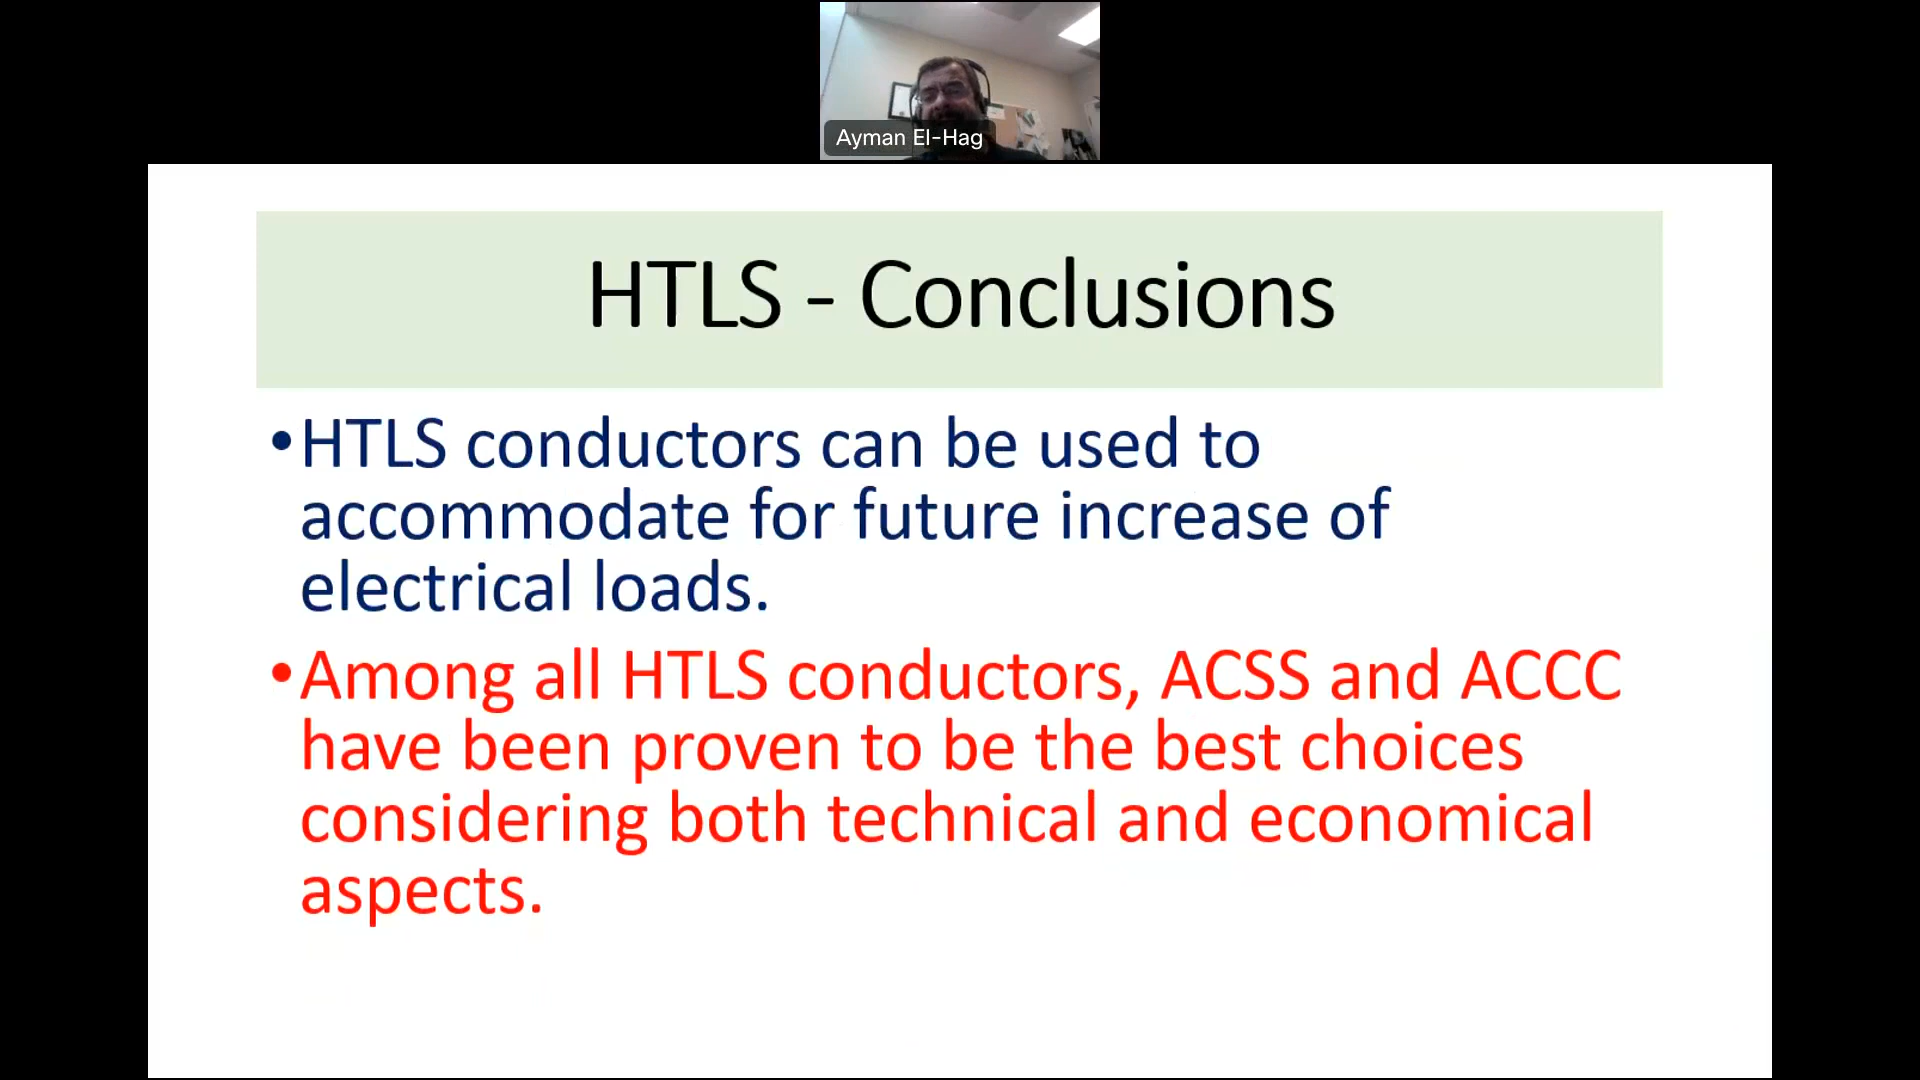 Ayman El-Hag
HTLS - Conclusions
•HTLS conductors can be used to
accommodate for future increase of
electrical loads.
•Among all HTLS conductors, ACSS and ACCC
have been proven to be the best choices
considering both technical and economical
aspects.